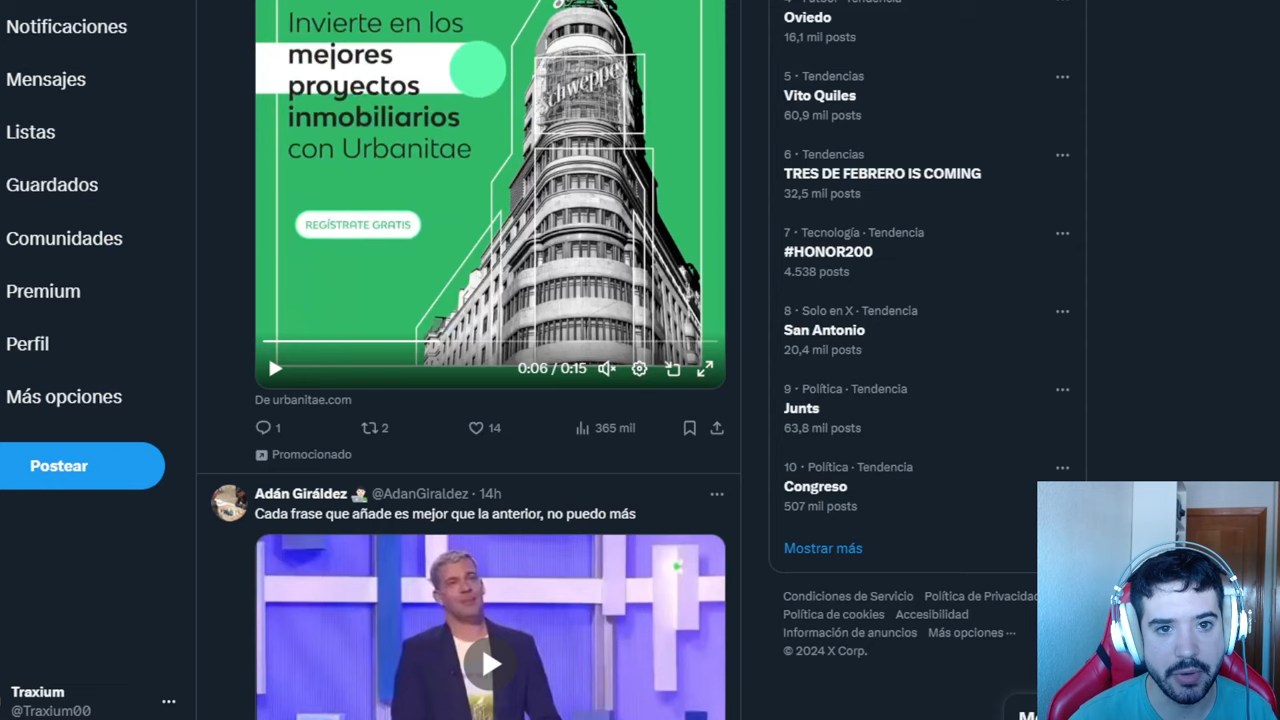 Notificaciones
Mensajes
Listas
Guardados
Comunidades
Premium
Perfil
Más opciones
Postear
Traxium
@Traxium00
Invierte en los
mejores
proyectos
inmobiliarios
con Urbanitae
REGÍSTRATE GRATIS
Schweppes
0:06 / 0:15
De urbanitae.com
1
2
14
365 mil
Promocionado
Adán Giráldez @AdanGiraldez · 14h
Cada frase que añade es mejor que la anterior, no puedo más
Oviedo
16,1 mil posts
5 · Tendencias
Vito Quiles
60,9 mil posts
6 · Tendencias
TRES DE FEBRERO IS COMING
32,5 mil posts
7 · Tecnología · Tendencia
#HONOR200
4.538 posts
8 · Solo en X · Tendencia
San Antonio
20,4 mil posts
9 · Política · Tendencia
Junts
63,8 mil posts
10 · Política · Tendencia
Congreso
507 mil posts
Mostrar más
Condiciones de Servicio Política de Privacidad
Política de cookies Accesibilidad
Información de anuncios Más opciones ···
© 2024 X Corp.